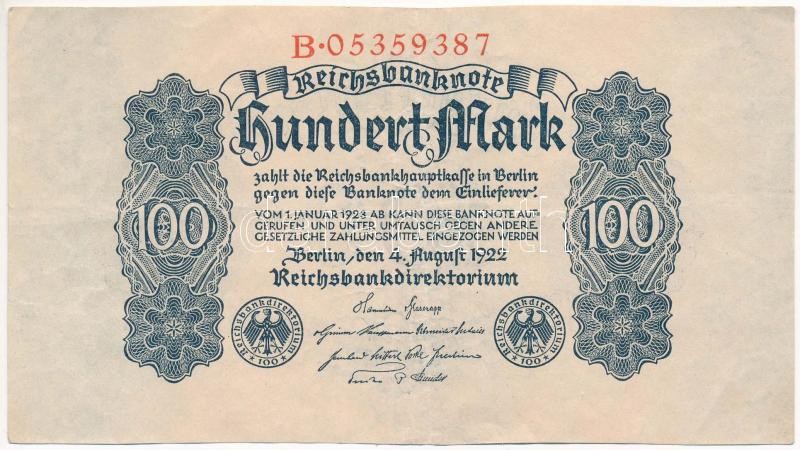 B·05359387
Reichsbanknote
Hundert Mark
zahlt die Reichsbankhauptkasse in Berlin
gegen diese Banknote dem Einlieferer.
VOM 1. JANUAR 1923 AB KANN DIESE BANKNOTE AUF-
GERUFEN UND UNTER UMTAUSCH GEGEN ANDERE
GESETZLICHE ZAHLUNGSMITTEL EINGEZOGEN WERDEN
100
100
Berlin, den 4. August 1922
Reichsbankdirektorium
Reichsbankdirektorium
100
Reichsbankdirektorium
100